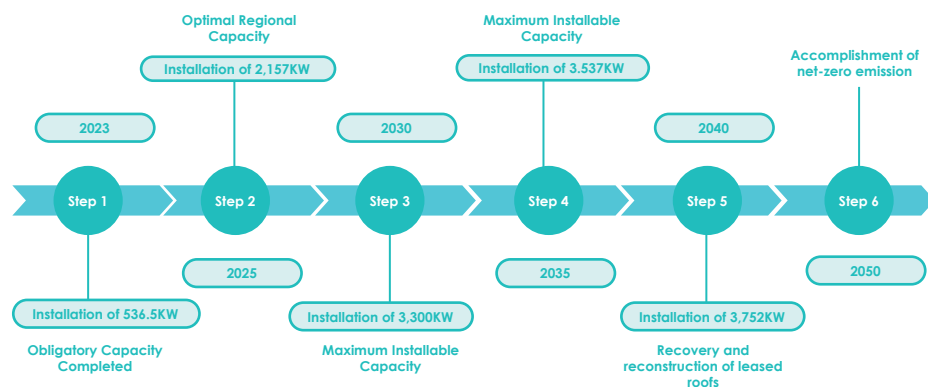 Optimal Regional
Capacity
Installation of 2,157KW
Maximum Installable
Capacity
Installation of 3.537KW
Accomplishment of
net-zero emission
2023
2030
2040
Step 1
Step 2
Step 3
Step 4
Step 5
Step 6
2025
2035
2050
Installation of 536.5KW
Obligatory Capacity
Completed
Installation of 3,300KW
Maximum Installable
Capacity
Installation of 3,752KW
Recovery and
reconstruction of leased
roofs